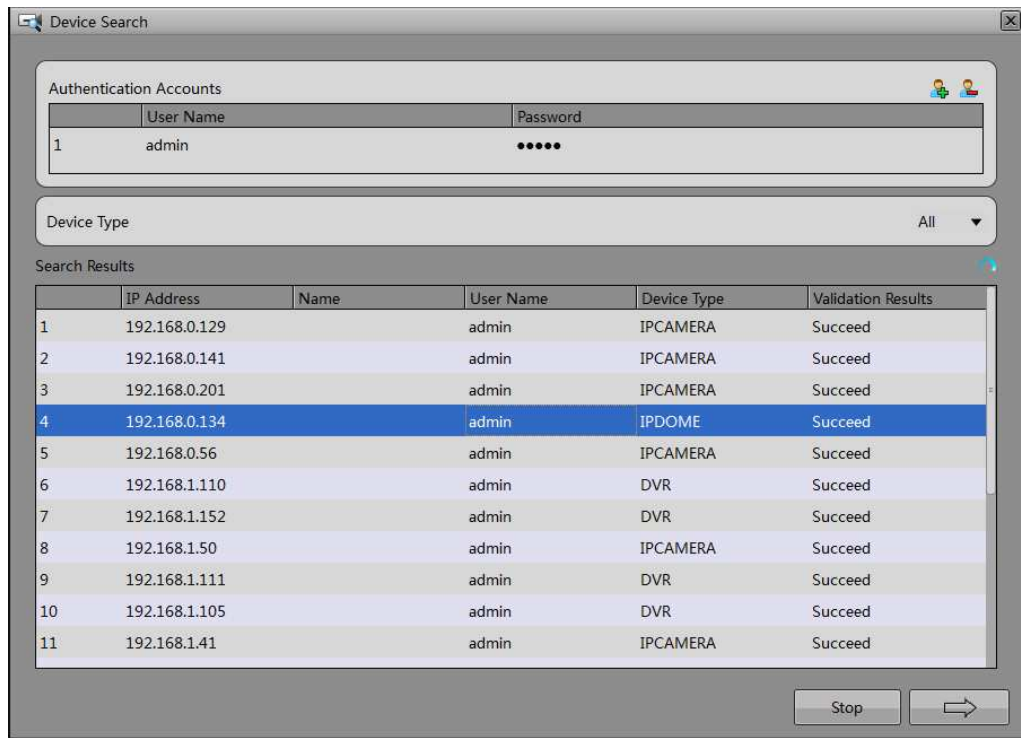 Device Search
Authentication Accounts
User Name Password
1 admin •••••
Device Type All
Search Results
IP Address Name User Name Device Type Validation Results
1 192.168.0.129 admin IPCAMERA Succeed
2 192.168.0.141 admin IPCAMERA Succeed
3 192.168.0.201 admin IPCAMERA Succeed
4 192.168.0.134 admin IPDOME Succeed
5 192.168.0.56 admin IPCAMERA Succeed
6 192.168.1.110 admin DVR Succeed
7 192.168.1.152 admin DVR Succeed
8 192.168.1.50 admin IPCAMERA Succeed
9 192.168.1.111 admin DVR Succeed
10 192.168.1.105 admin DVR Succeed
11 192.168.1.41 admin IPCAMERA Succeed
Stop